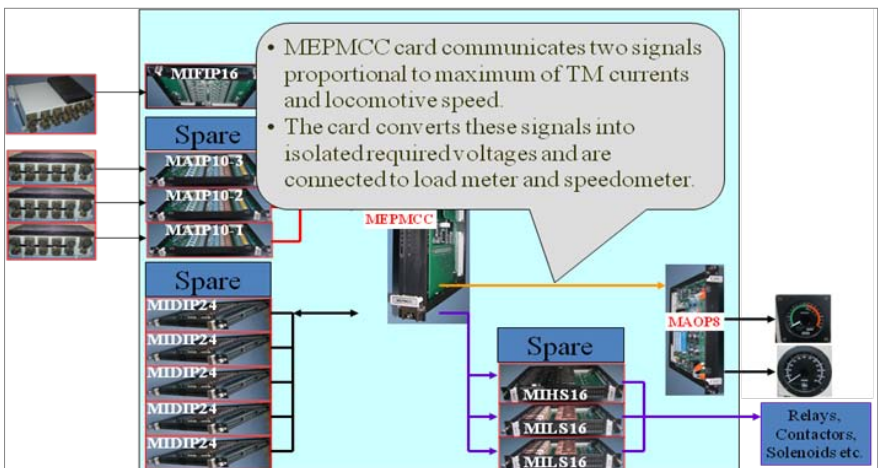 • MEPMCC card communicates two signals
proportional to maximum of TM currents
and locomotive speed.
• The card converts these signals into
isolated required voltages and are
connected to load meter and speedometer.
MIFIP16
Spare
MAIP10-3
MAIP10-2
MAIP10-1
MEPMCC
Spare
MIDIP24
MIDIP24
MIDIP24
MIDIP24
MIDIP24
MAOP8
Spare
MIHS16
MILS16
MILS16
Relays,
Contactors,
Solenoids etc.